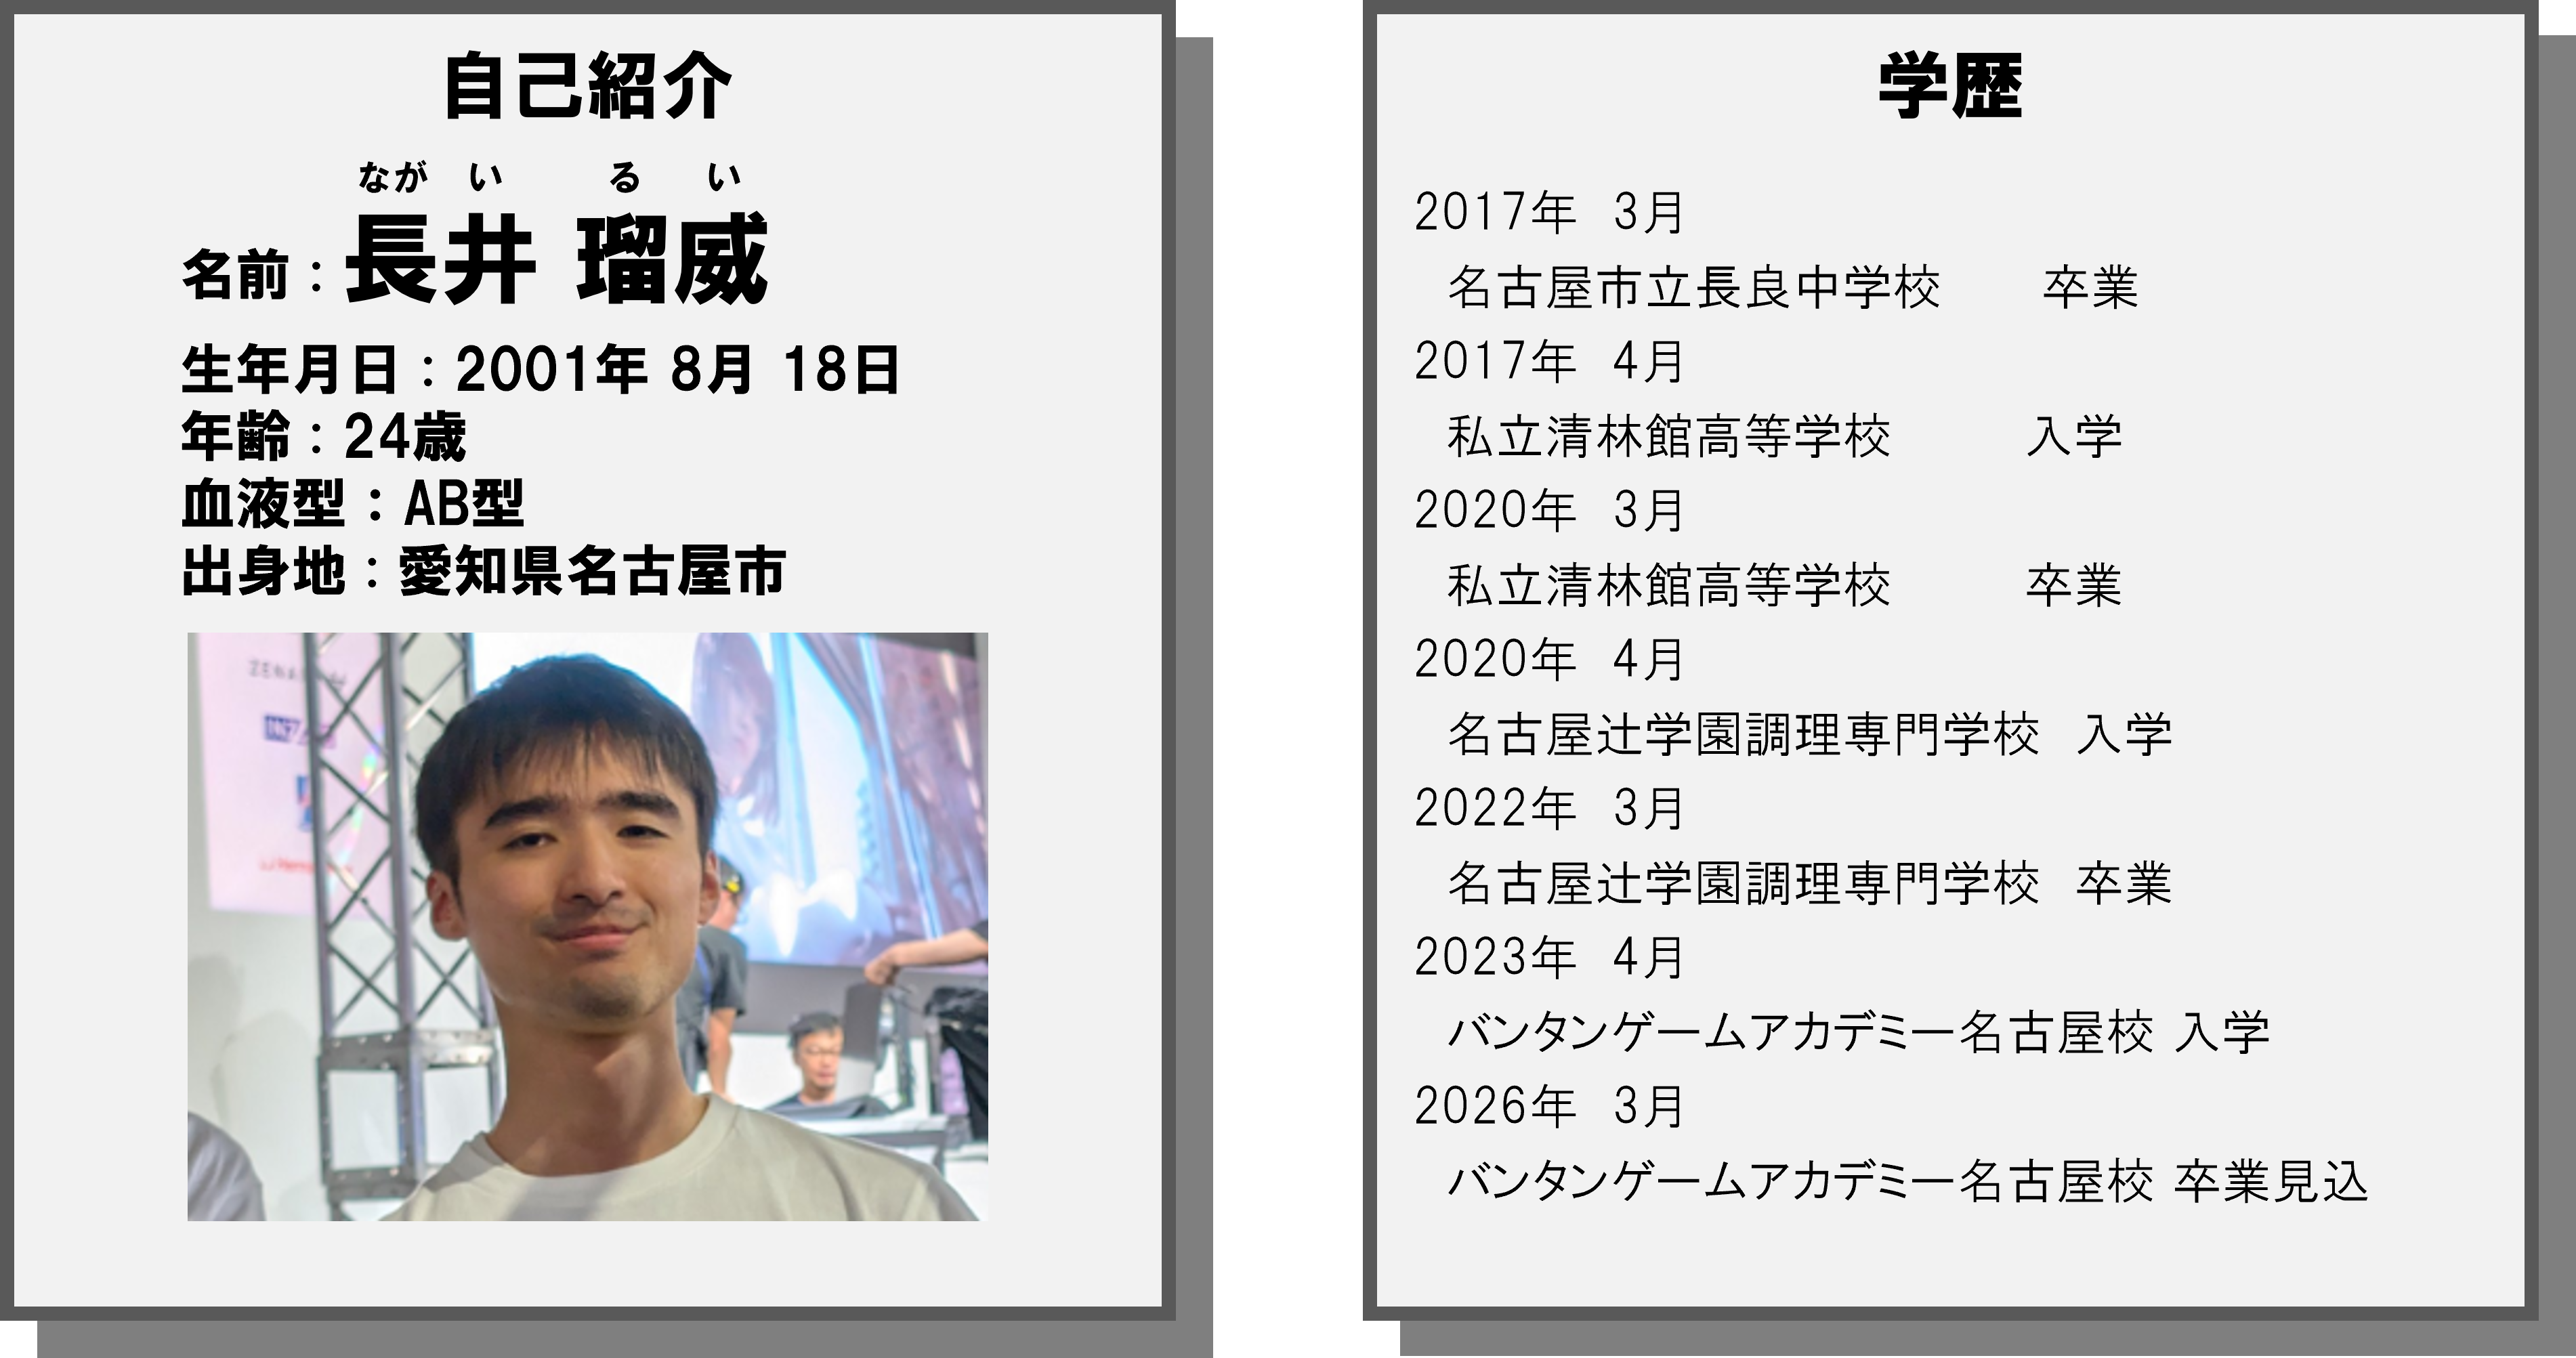 自己紹介
ながい るい
名前：長井 瑠威
生年月日：2001年 8月 18日
年齢：24歳
血液型：AB型
出身地：愛知県名古屋市
学歴
2017年 3月
名古屋市立長良中学校 卒業
2017年 4月
私立清林館高等学校 入学
2020年 3月
私立清林館高等学校 卒業
2020年 4月
名古屋辻学園調理専門学校 入学
2022年 3月
名古屋辻学園調理専門学校 卒業
2023年 4月
バンタンゲームアカデミー名古屋校 入学
2026年 3月
バンタンゲームアカデミー名古屋校 卒業見込